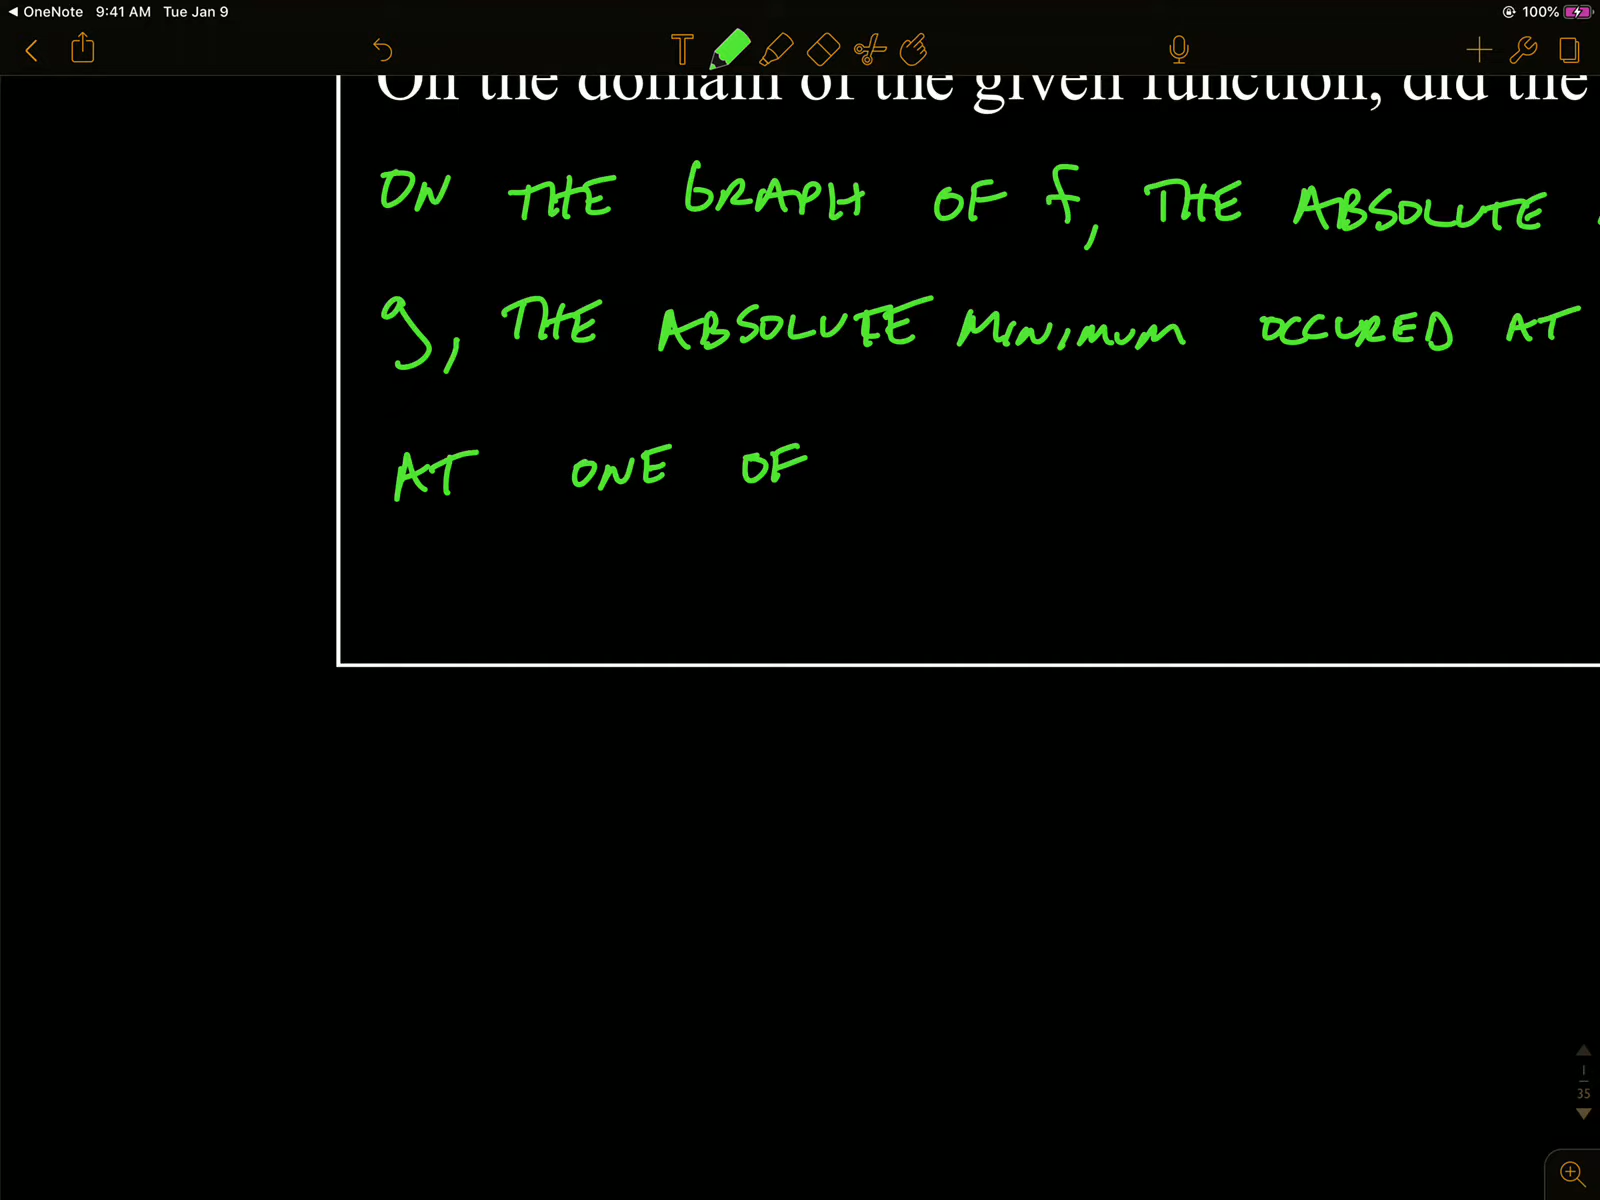 OneNote 9:41 AM Tue Jan 9 100%
T
On the domain of the given function, did the
ON THE GRAPH OF f, THE ABSOLUTE
g, THE ABSOLUTE MINIMUM OCCURED AT
AT ONE OF
1
35